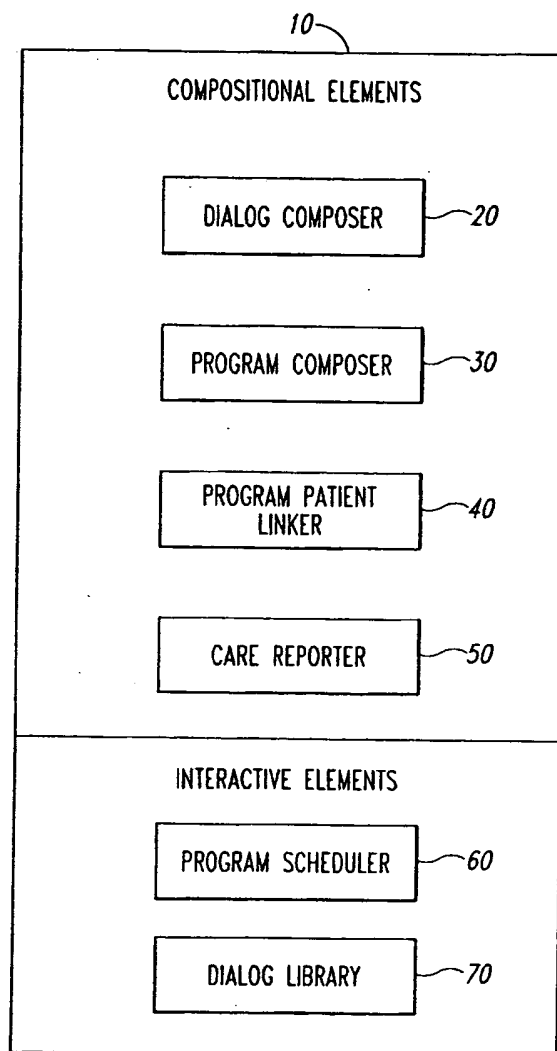 10
COMPOSITIONAL ELEMENTS
DIALOG COMPOSER 20
PROGRAM COMPOSER 30
PROGRAM PATIENT
LINKER 40
CARE REPORTER 50
INTERACTIVE ELEMENTS
PROGRAM SCHEDULER 60
DIALOG LIBRARY 70